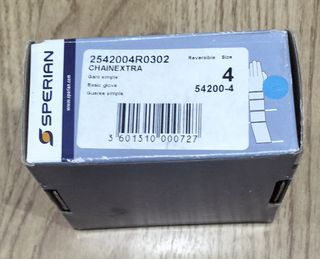 SPERIAN
www.sperian.com
2542004R0302
CHAINEXTRA
Gant simple
Basic glove
Guante simple
Reversible
Size
4
54200-4
3 601310 000727